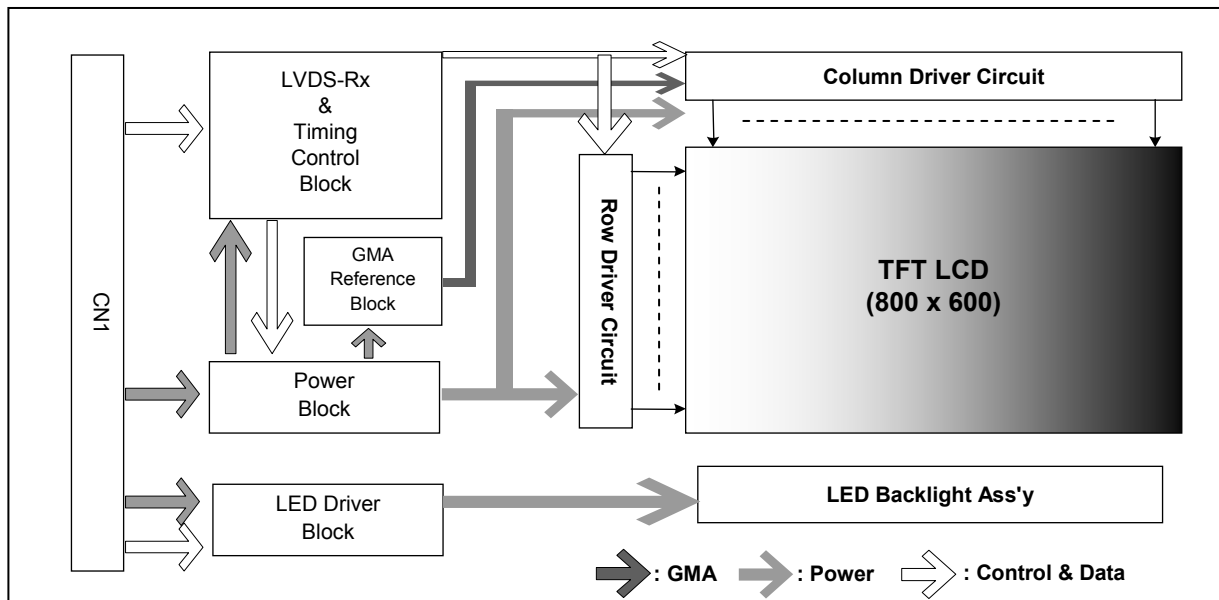 CN1
LVDS-Rx
&
Timing
Control
Block
GMA
Reference
Block
Power
Block
LED Driver
Block
Column Driver Circuit
Row Driver Circuit
TFT LCD
(800 x 600)
LED Backlight Ass'y
: GMA
: Power
: Control & Data